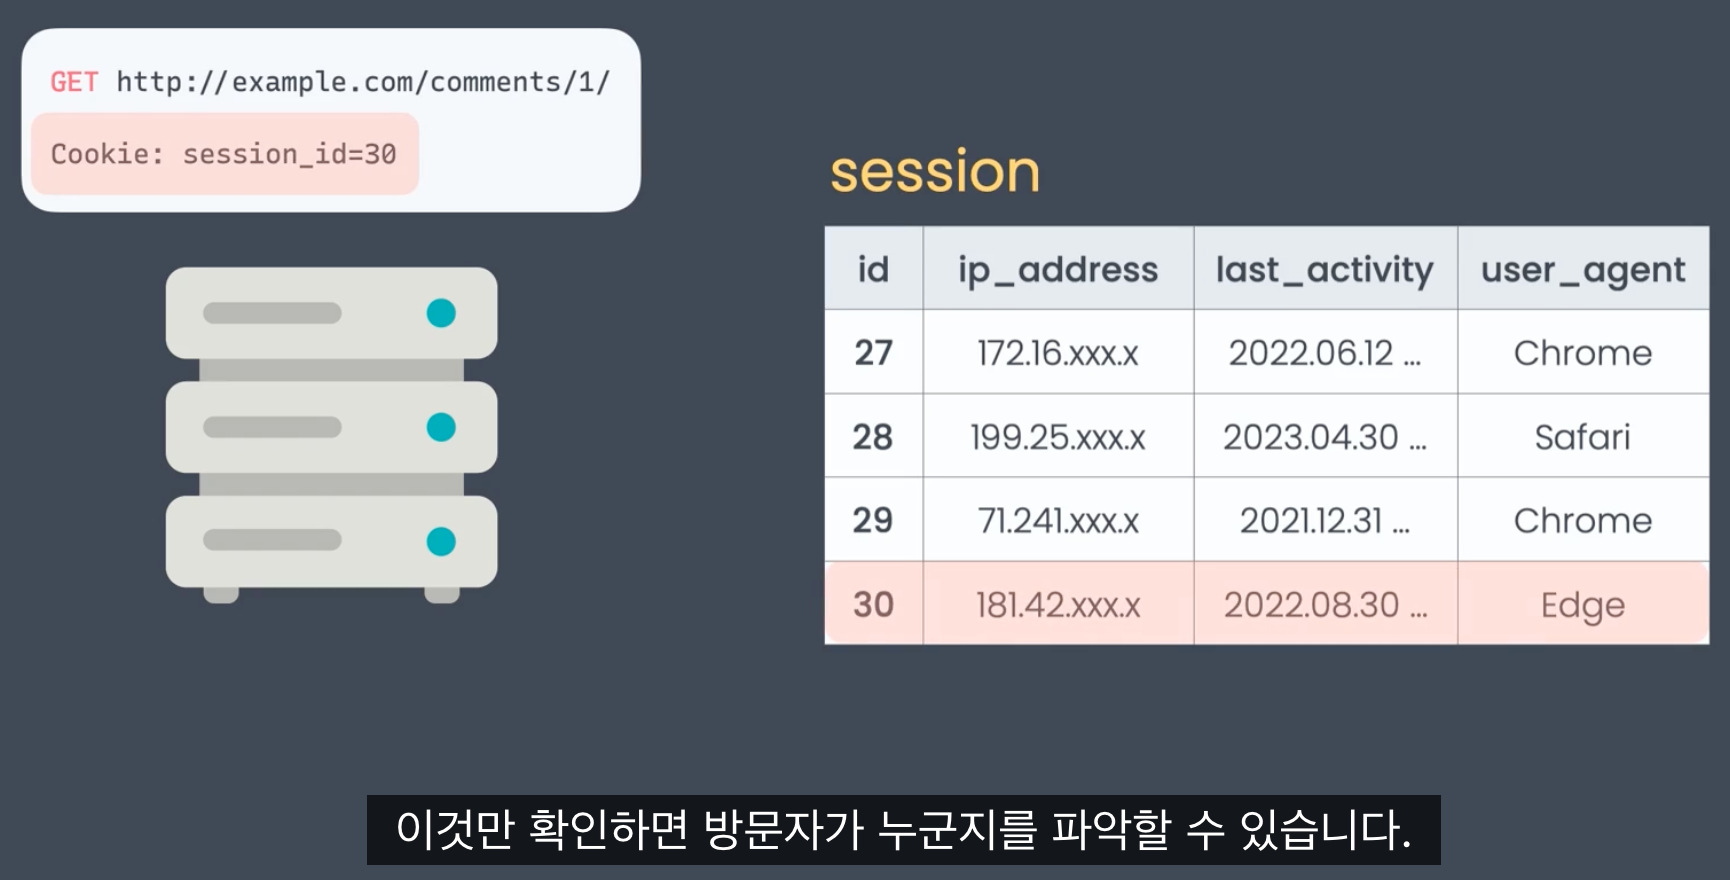 GET http://example.com/comments/1/
Cookie: session_id=30
session
id ip_address last_activity user_agent
27 172.16.xxx.x 2022.06.12 ... Chrome
28 199.25.xxx.x 2023.04.30 ... Safari
29 71.241.xxx.x 2021.12.31 ... Chrome
30 181.42.xxx.x 2022.08.30 ... Edge
이것만 확인하면 방문자가 누군지를 파악할 수 있습니다.